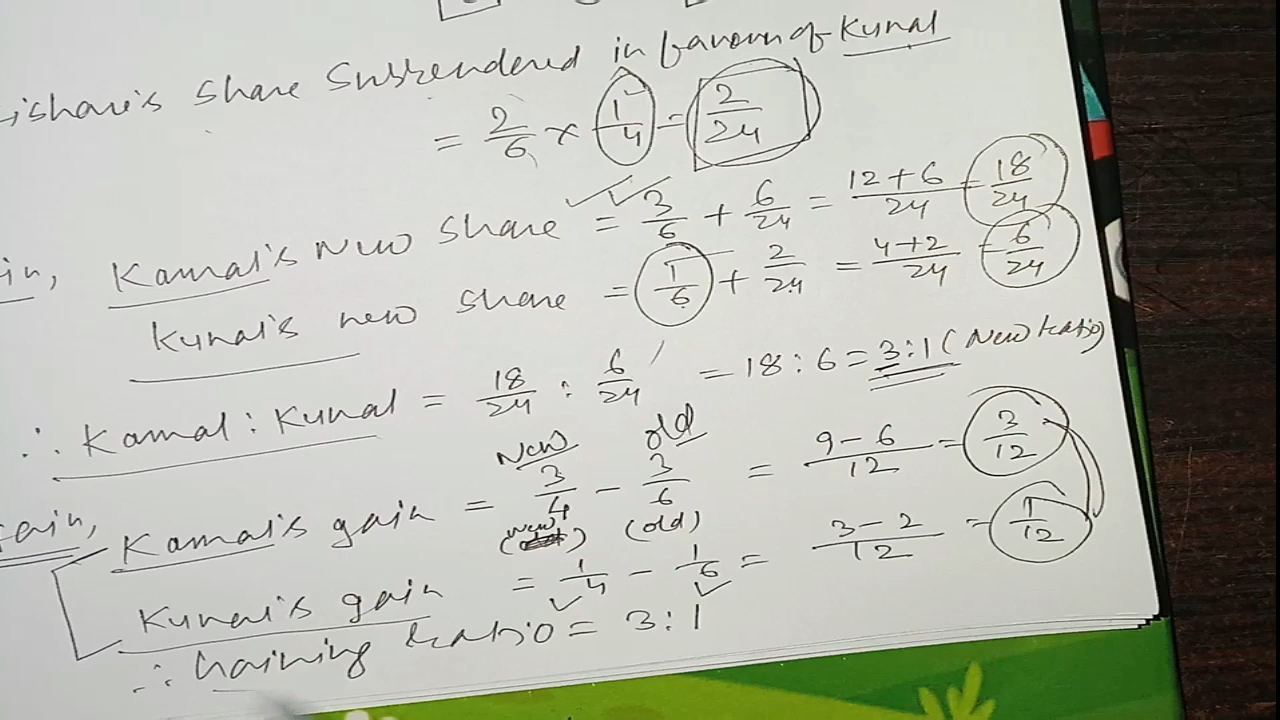 ishore's share surrendered in favour of Kunal
= 2/6 × 1/4 = 2/24
in, Kamal's New share = 3/6 + 6/24 = 12+6/24 = 18/24
Kunal's new share = 1/6 + 2/24 = 4+2/24 = 6/24
∴ Kamal : Kunal = 18/24 : 6/24 = 18 : 6 = 3:1 (New Ratio)
New old
ain, Kamal's gain = 3/4 - 3/6 = 9-6/12 = 3/12
(New) (old)
Kunal's gain = 1/4 - 1/6 = 3-2/12 = 1/12
∴ Gaining Ratio = 3:1